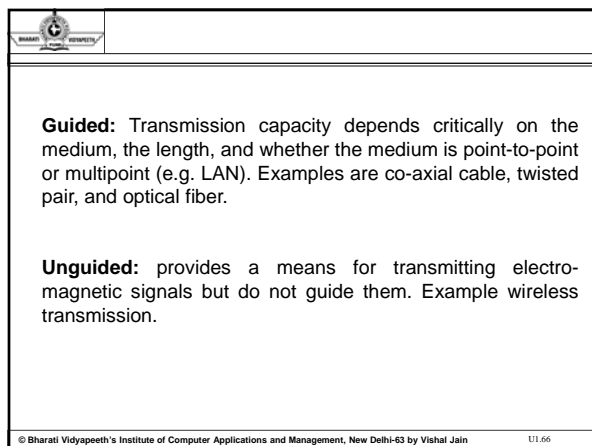 BHARATI
VIDYAPEETH
PUNE
Guided: Transmission capacity depends critically on the
medium, the length, and whether the medium is point-to-point
or multipoint (e.g. LAN). Examples are co-axial cable, twisted
pair, and optical fiber.
Unguided: provides a means for transmitting electro-
magnetic signals but do not guide them. Example wireless
transmission.
© Bharati Vidyapeeth's Institute of Computer Applications and Management, New Delhi-63 by Vishal Jain
U1.66